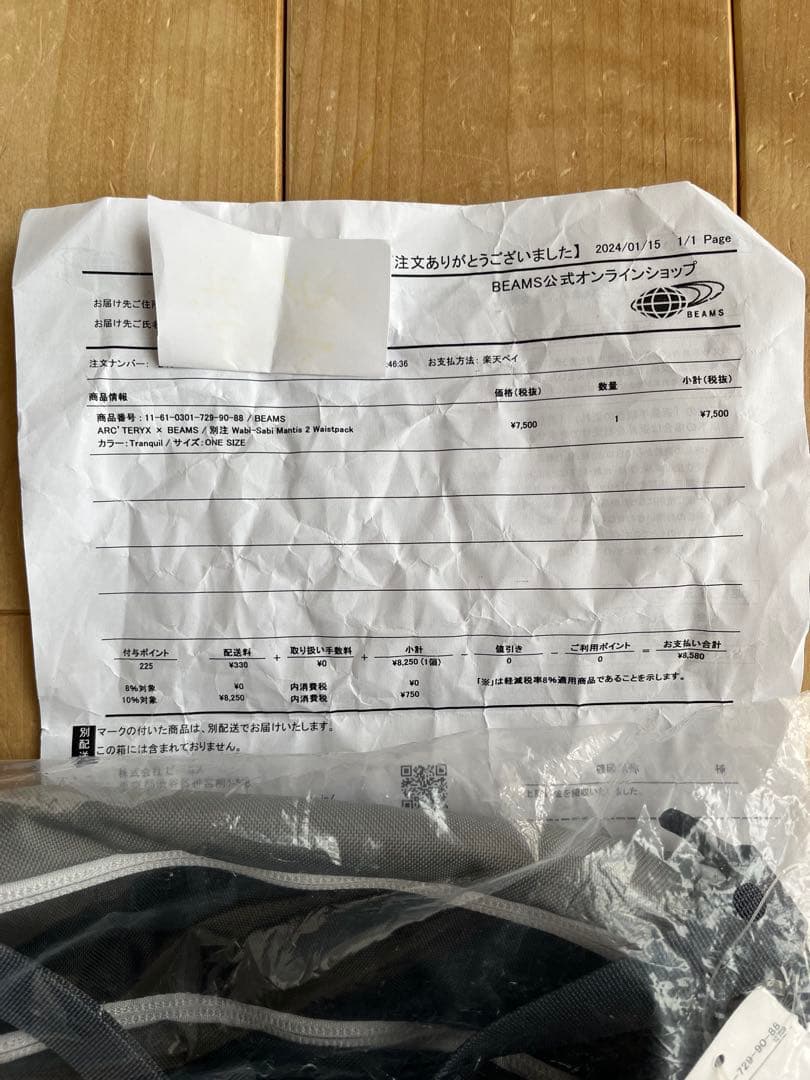 注文ありがとうございました】 2024/01/15 1/1 Page
BEAMS公式オンラインショップ
BEAMS
お届け先ご住所
お届け先ご氏名
注文ナンバー: :46:36 お支払方法: 楽天ペイ
商品情報 価格(税抜) 数量 小計(税抜)
商品番号: 11-61-0301-729-90-88 / BEAMS ¥7,500 1 ¥7,500
ARC'TERYX × BEAMS / 別注 Wabi-Sabi Mantis 2 Waistpack
カラー: Tranquil / サイズ: ONE SIZE
付与ポイント 配送料 取り扱い手数料 小計 値引き ご利用ポイント お支払い合計
225 ¥330 + ¥0 + ¥8,250 (1個) - 0 - 0 = ¥8,580
8%対象 ¥0 内消費税 ¥0 「※」は軽減税率8%適用商品であることを示します。
10%対象 ¥8,250 内消費税 ¥750
別配送 マークの付いた商品は、別配送でお届けいたします。
この箱には含まれておりません。
株式会社
-729-90-88